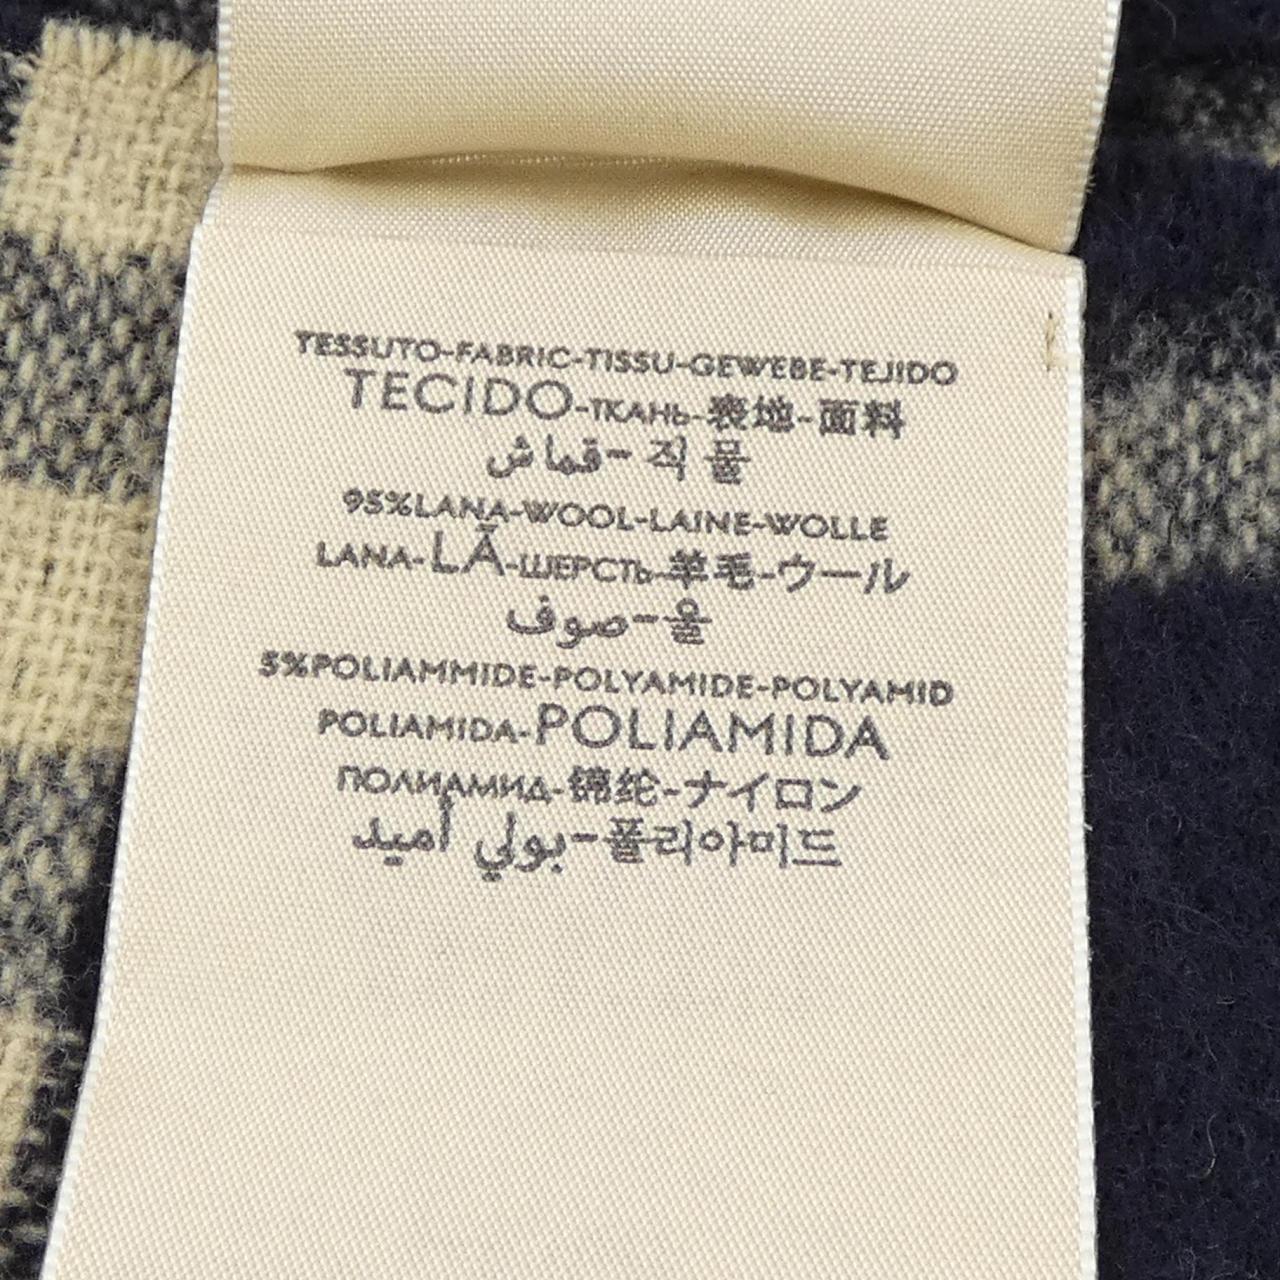 TESSUTO-FABRIC-TISSU-GEWEBE-TEJIDO
TECIDO-ТКАНЬ-表地-面料
قماش-직물
95%LANA-WOOL-LAINE-WOLLE
LANA-LÃ-ШЕРСТЬ-羊毛-ウール
صوف-울
5%POLIAMMIDE-POLYAMIDE-POLYAMID
POLIAMIDA-POLIAMIDA
ПОЛИАМИД-锦纶-ナイロン
بولي أميد-폴리아미드